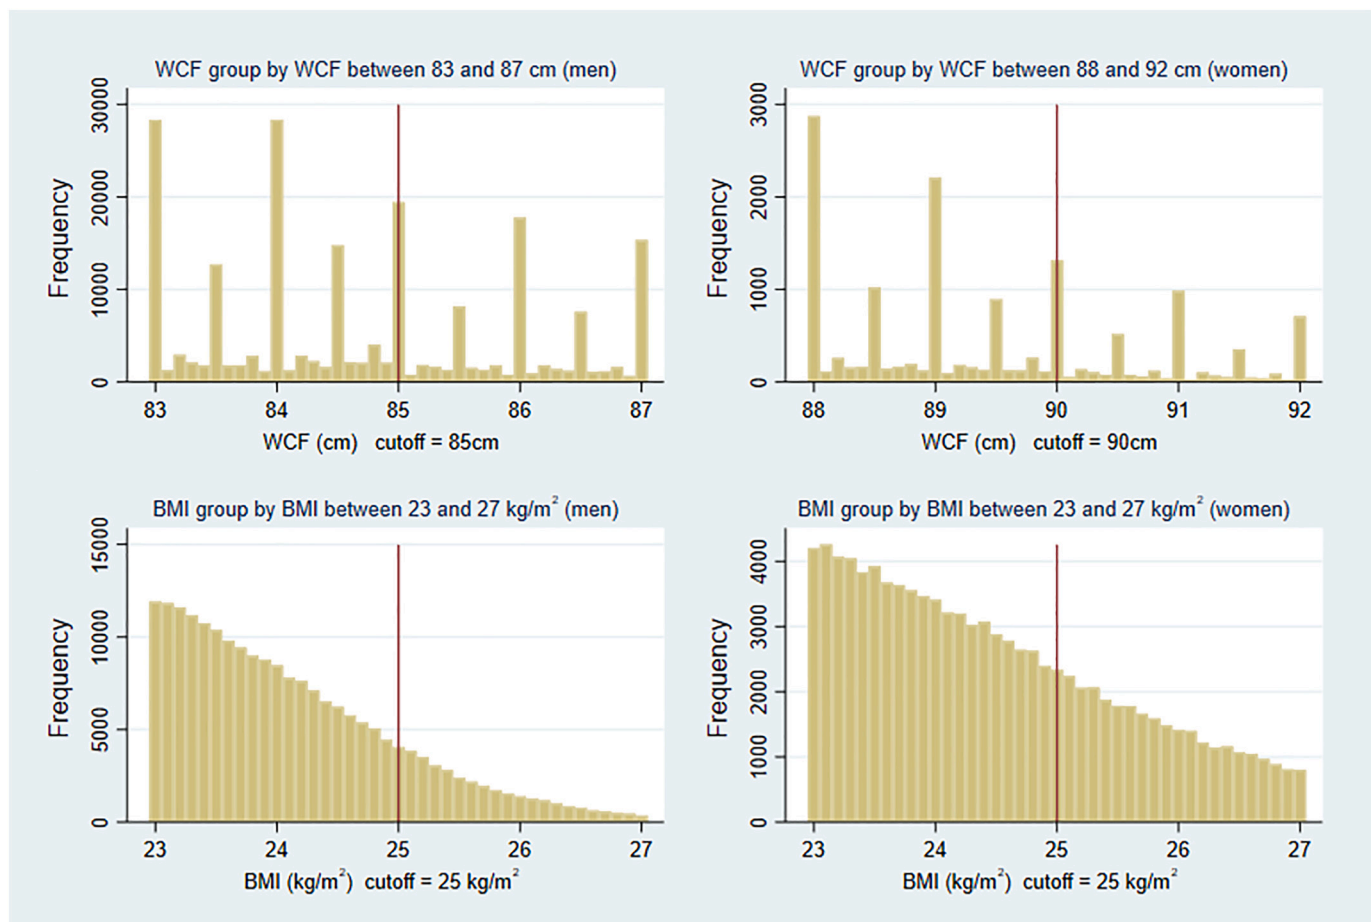 WCF group by WCF between 83 and 87 cm (men)
Frequency
30000
20000
10000
0
83 84 85 86 87
WCF (cm) cutoff = 85cm
WCF group by WCF between 88 and 92 cm (women)
Frequency
3000
2000
1000
0
88 89 90 91 92
WCF (cm) cutoff = 90cm
BMI group by BMI between 23 and 27 kg/m² (men)
Frequency
15000
10000
5000
0
23 24 25 26 27
BMI (kg/m²) cutoff = 25 kg/m²
BMI group by BMI between 23 and 27 kg/m² (women)
Frequency
4000
3000
2000
1000
0
23 24 25 26 27
BMI (kg/m²) cutoff = 25 kg/m²